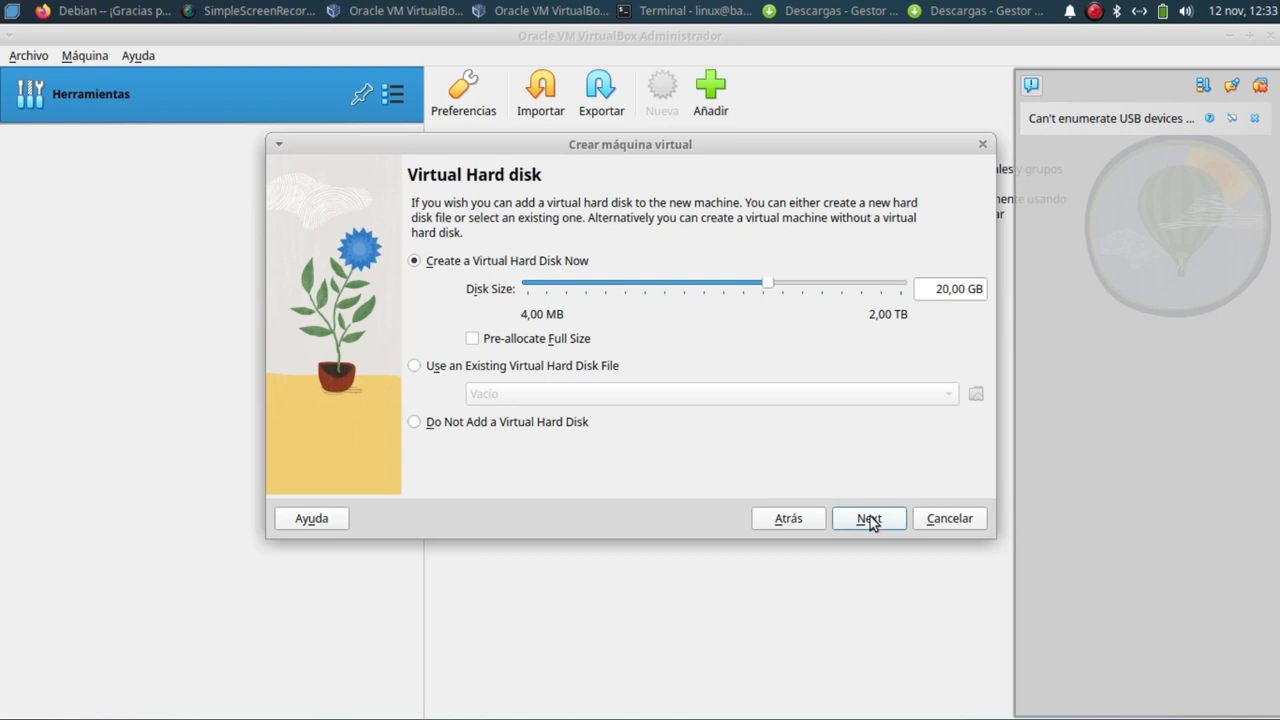 Debian -- ¡Gracias p...
SimpleScreenRecor...
Oracle VM VirtualBo...
Oracle VM VirtualBo...
Terminal - linux@ba...
Descargas - Gestor ...
Descargas - Gestor ...
12 nov, 12:33
Oracle VM VirtualBox Administrador
Archivo Máquina Ayuda
Herramientas
Preferencias Importar Exportar Nueva Añadir
Can't enumerate USB devices ...
Crear máquina virtual
ales y grupos
usando
ar
Virtual Hard disk
If you wish you can add a virtual hard disk to the new machine. You can either create a new hard
disk file or select an existing one. Alternatively you can create a virtual machine without a virtual
hard disk.
Create a Virtual Hard Disk Now
Disk Size: 20,00 GB
4,00 MB 2,00 TB
Pre-allocate Full Size
Use an Existing Virtual Hard Disk File
Vacío
Do Not Add a Virtual Hard Disk
Ayuda Atrás Next Cancelar